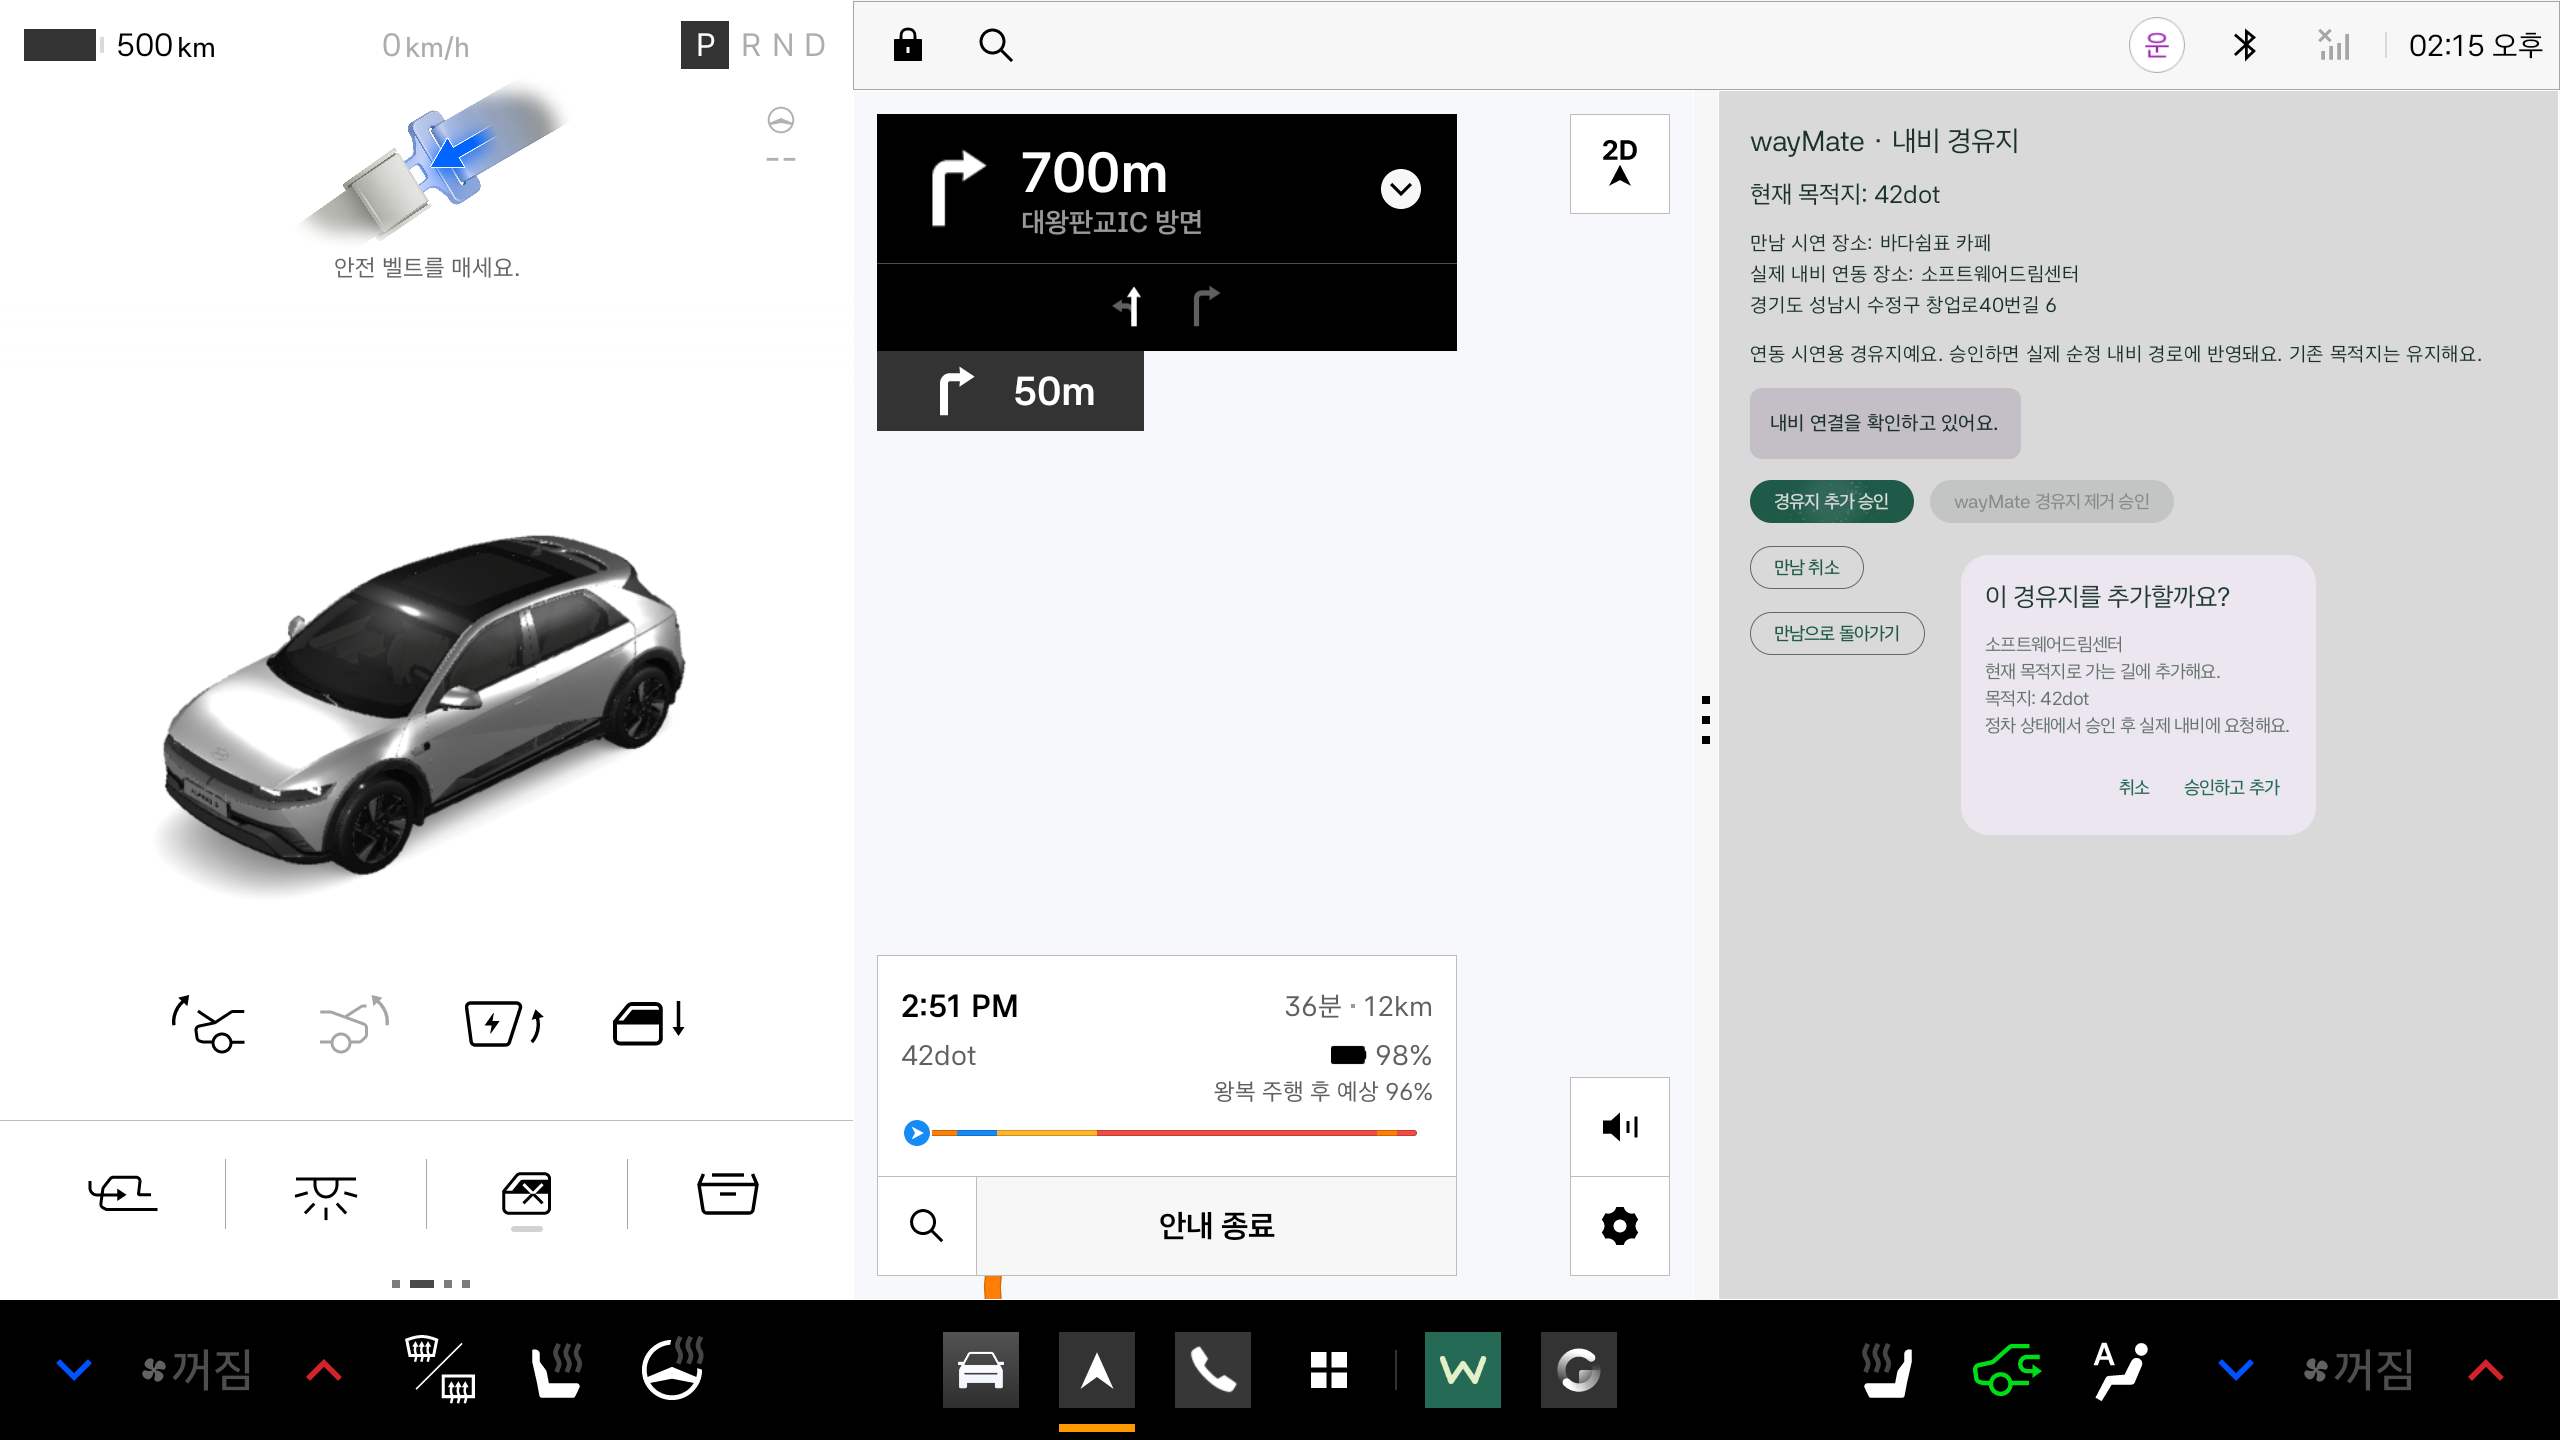 500 km
0 km/h
P R N D
안전 벨트를 매세요.
운
02:15 오후
700m
대왕판교IC 방면
50m
2D
2:51 PM
36분 · 12km
42dot
98%
왕복 주행 후 예상 96%
안내 종료
wayMate · 내비 경유지
현재 목적지: 42dot
만남 시연 장소: 바다쉼표 카페
실제 내비 연동 장소: 소프트웨어드림센터
경기도 성남시 수정구 창업로40번길 6
연동 시연용 경유지예요. 승인하면 실제 순정 내비 경로에 반영돼요. 기존 목적지는 유지해요.
내비 연결을 확인하고 있어요.
경유지 추가 승인
wayMate 경유지 제거 승인
만남 취소
만남으로 돌아가기
이 경유지를 추가할까요?
소프트웨어드림센터
현재 목적지로 가는 길에 추가해요.
목적지: 42dot
정차 상태에서 승인 후 실제 내비에 요청해요.
취소
승인하고 추가
꺼짐
W
G
A
꺼짐